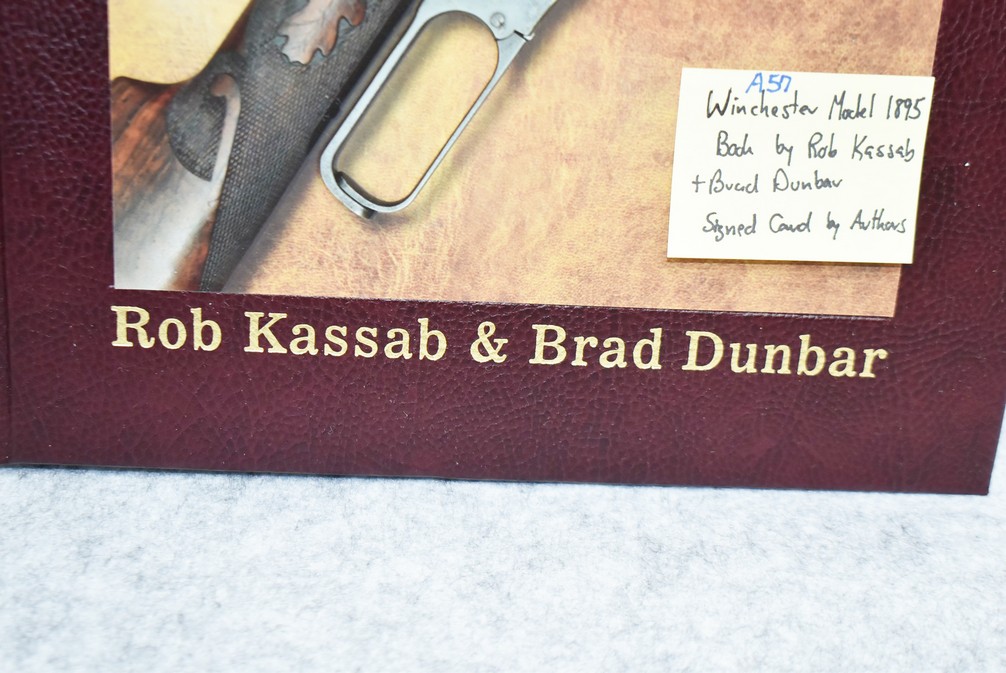 A57
Winchester Model 1895
Book by Rob Kassab
+ Brad Dunbar
Signed Card by Authors
Rob Kassab & Brad Dunbar